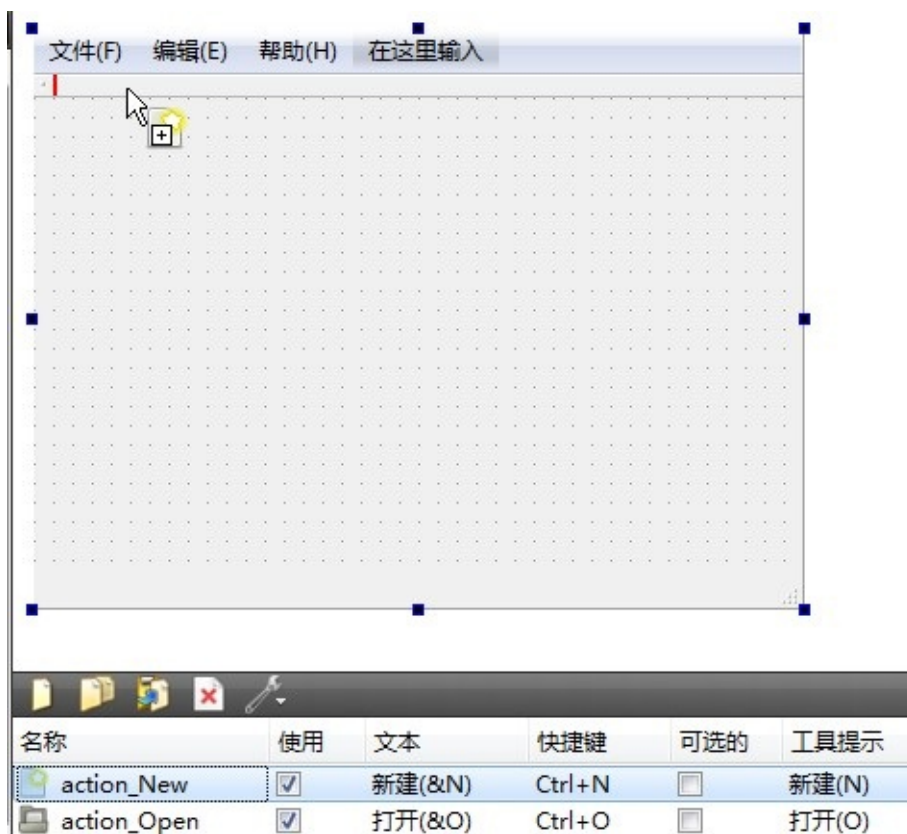 文件(F) 编辑(E) 帮助(H) 在这里输入
名称 使用 文本 快捷键 可选的 工具提示
action_New 新建(&N) Ctrl+N 新建(N)
action_Open 打开(&O) Ctrl+O 打开(O)